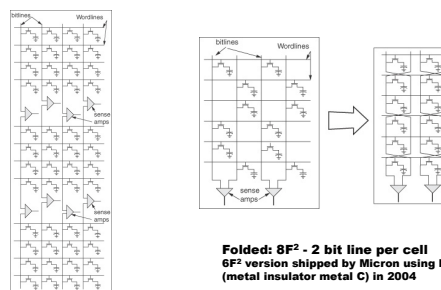 bitlines
Wordlines
sense
amps
sense
amps
bitlines
Wordlines
sense
amps
Folded: 8F² - 2 bit line per cell
6F² version shipped by Micron using
(metal insulator metal C) in 2004